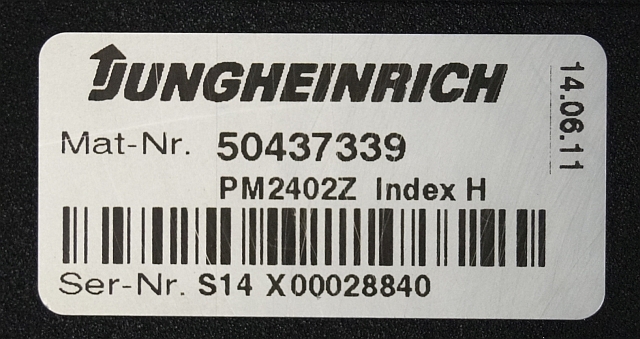 JUNGHEINRICH
14.06.11
Mat-Nr. 50437339
PM2402Z Index H
Ser-Nr. S14 X00028840